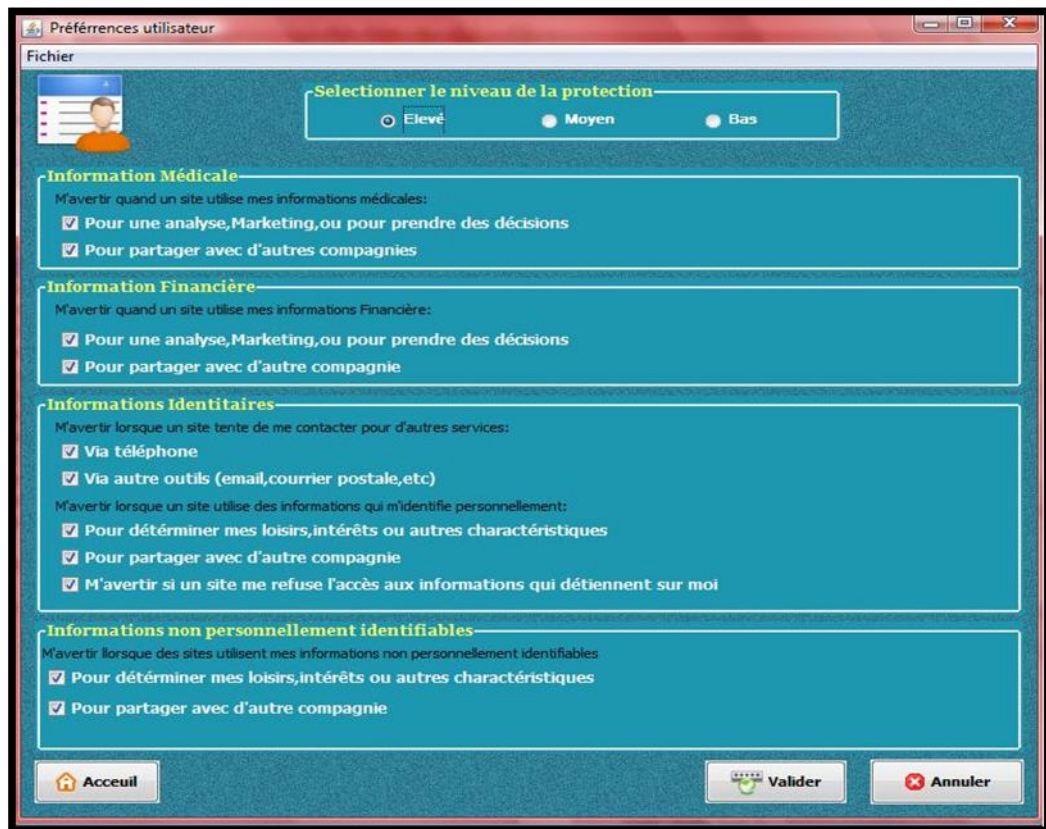 Préférrences utilisateur
Fichier
Selectionner le niveau de la protection
Elevé Moyen Bas
Information Médicale
M'avertir quand un site utilise mes informations médicales:
Pour une analyse,Marketing,ou pour prendre des décisions
Pour partager avec d'autres compagnies
Information Financière
M'avertir quand un site utilise mes informations Financière:
Pour une analyse,Marketing,ou pour prendre des décisions
Pour partager avec d'autre compagnie
Informations Identitaires
M'avertir lorsque un site tente de me contacter pour d'autres services:
Via téléphone
Via autre outils (email,courrier postale,etc)
M'avertir lorsque un site utilise des informations qui m'identifie personnellement:
Pour détérminer mes loisirs,intérêts ou autres charactéristiques
Pour partager avec d'autre compagnie
M'avertir si un site me refuse l'accès aux informations qui détiennent sur moi
Informations non personnellement identifiables
M'avertir llorsque des sites utilisent mes informations non personnellement identifiables
Pour détérminer mes loisirs,intérêts ou autres charactéristiques
Pour partager avec d'autre compagnie
Acceuil Valider Annuler